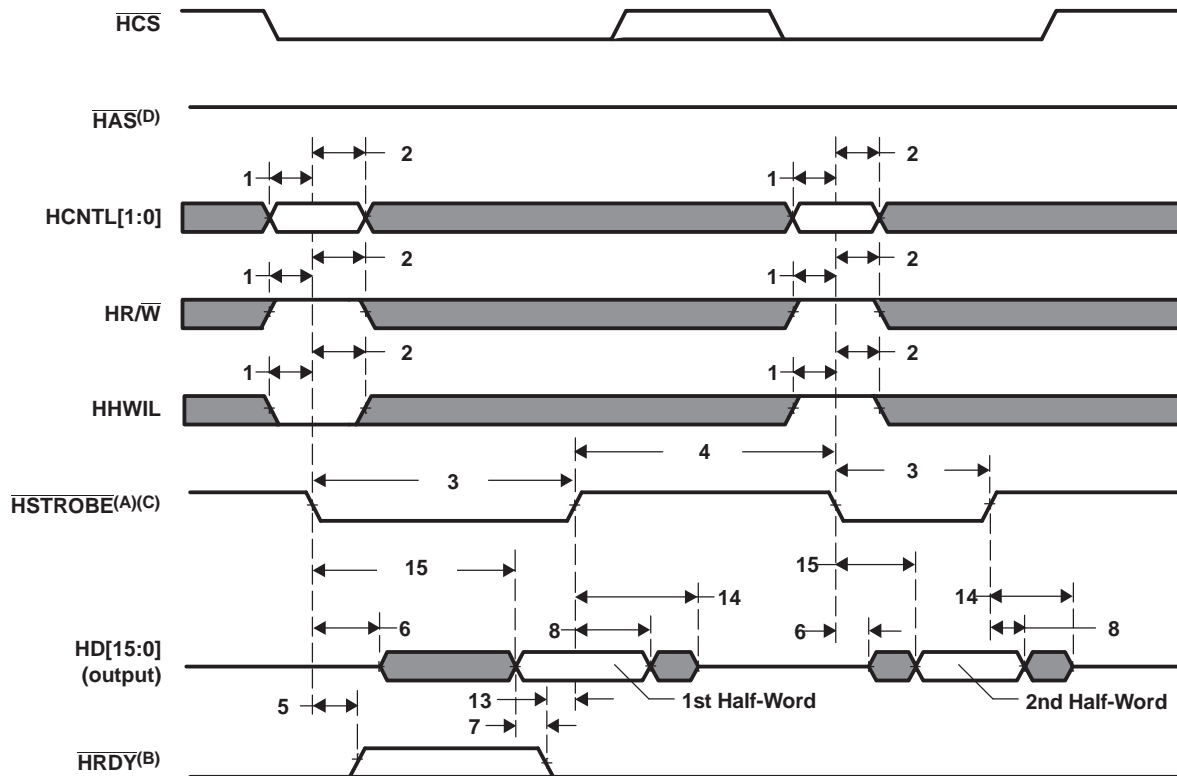 HCS
HAS(D)
2
2
1
1
HCNTL[1:0]
2
2
1
1
HR/W
2
2
1
1
HHWIL
4
3
3
HSTROBE(A)(C)
15
15
14
14
6
8
6
8
HD[15:0]
(output)
5
13
1st Half-Word
2nd Half-Word
7
HRDY(B)